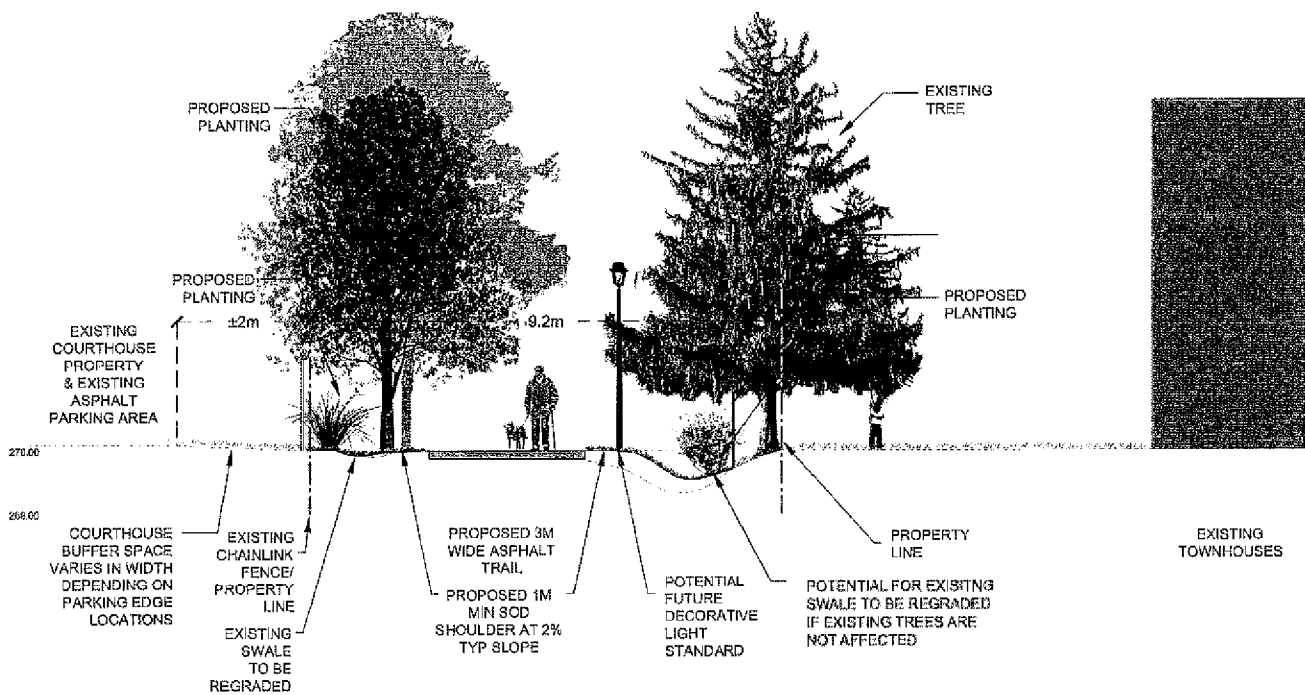 PROPOSED
PLANTING
EXISTING
TREE
PROPOSED
PLANTING
PROPOSED
PLANTING
±2m
9.2m
EXISTING
COURTHOUSE
PROPERTY
& EXISTING
ASPHALT
PARKING AREA
270.00
268.00
COURTHOUSE
BUFFER SPACE
VARIES IN WIDTH
DEPENDING ON
PARKING EDGE
LOCATIONS
EXISTING
CHAINLINK
FENCE/
PROPERTY
LINE
EXISTING
SWALE
TO BE
REGRADED
PROPOSED 3M
WIDE ASPHALT
TRAIL
PROPOSED 1M
MIN SOD
SHOULDER AT 2%
TYP SLOPE
POTENTIAL
FUTURE
DECORATIVE
LIGHT
STANDARD
PROPERTY
LINE
POTENTIAL FOR EXISITNG
SWALE TO BE REGRADED
IF EXISTING TREES ARE
NOT AFFECTED
EXISTING
TOWNHOUSES